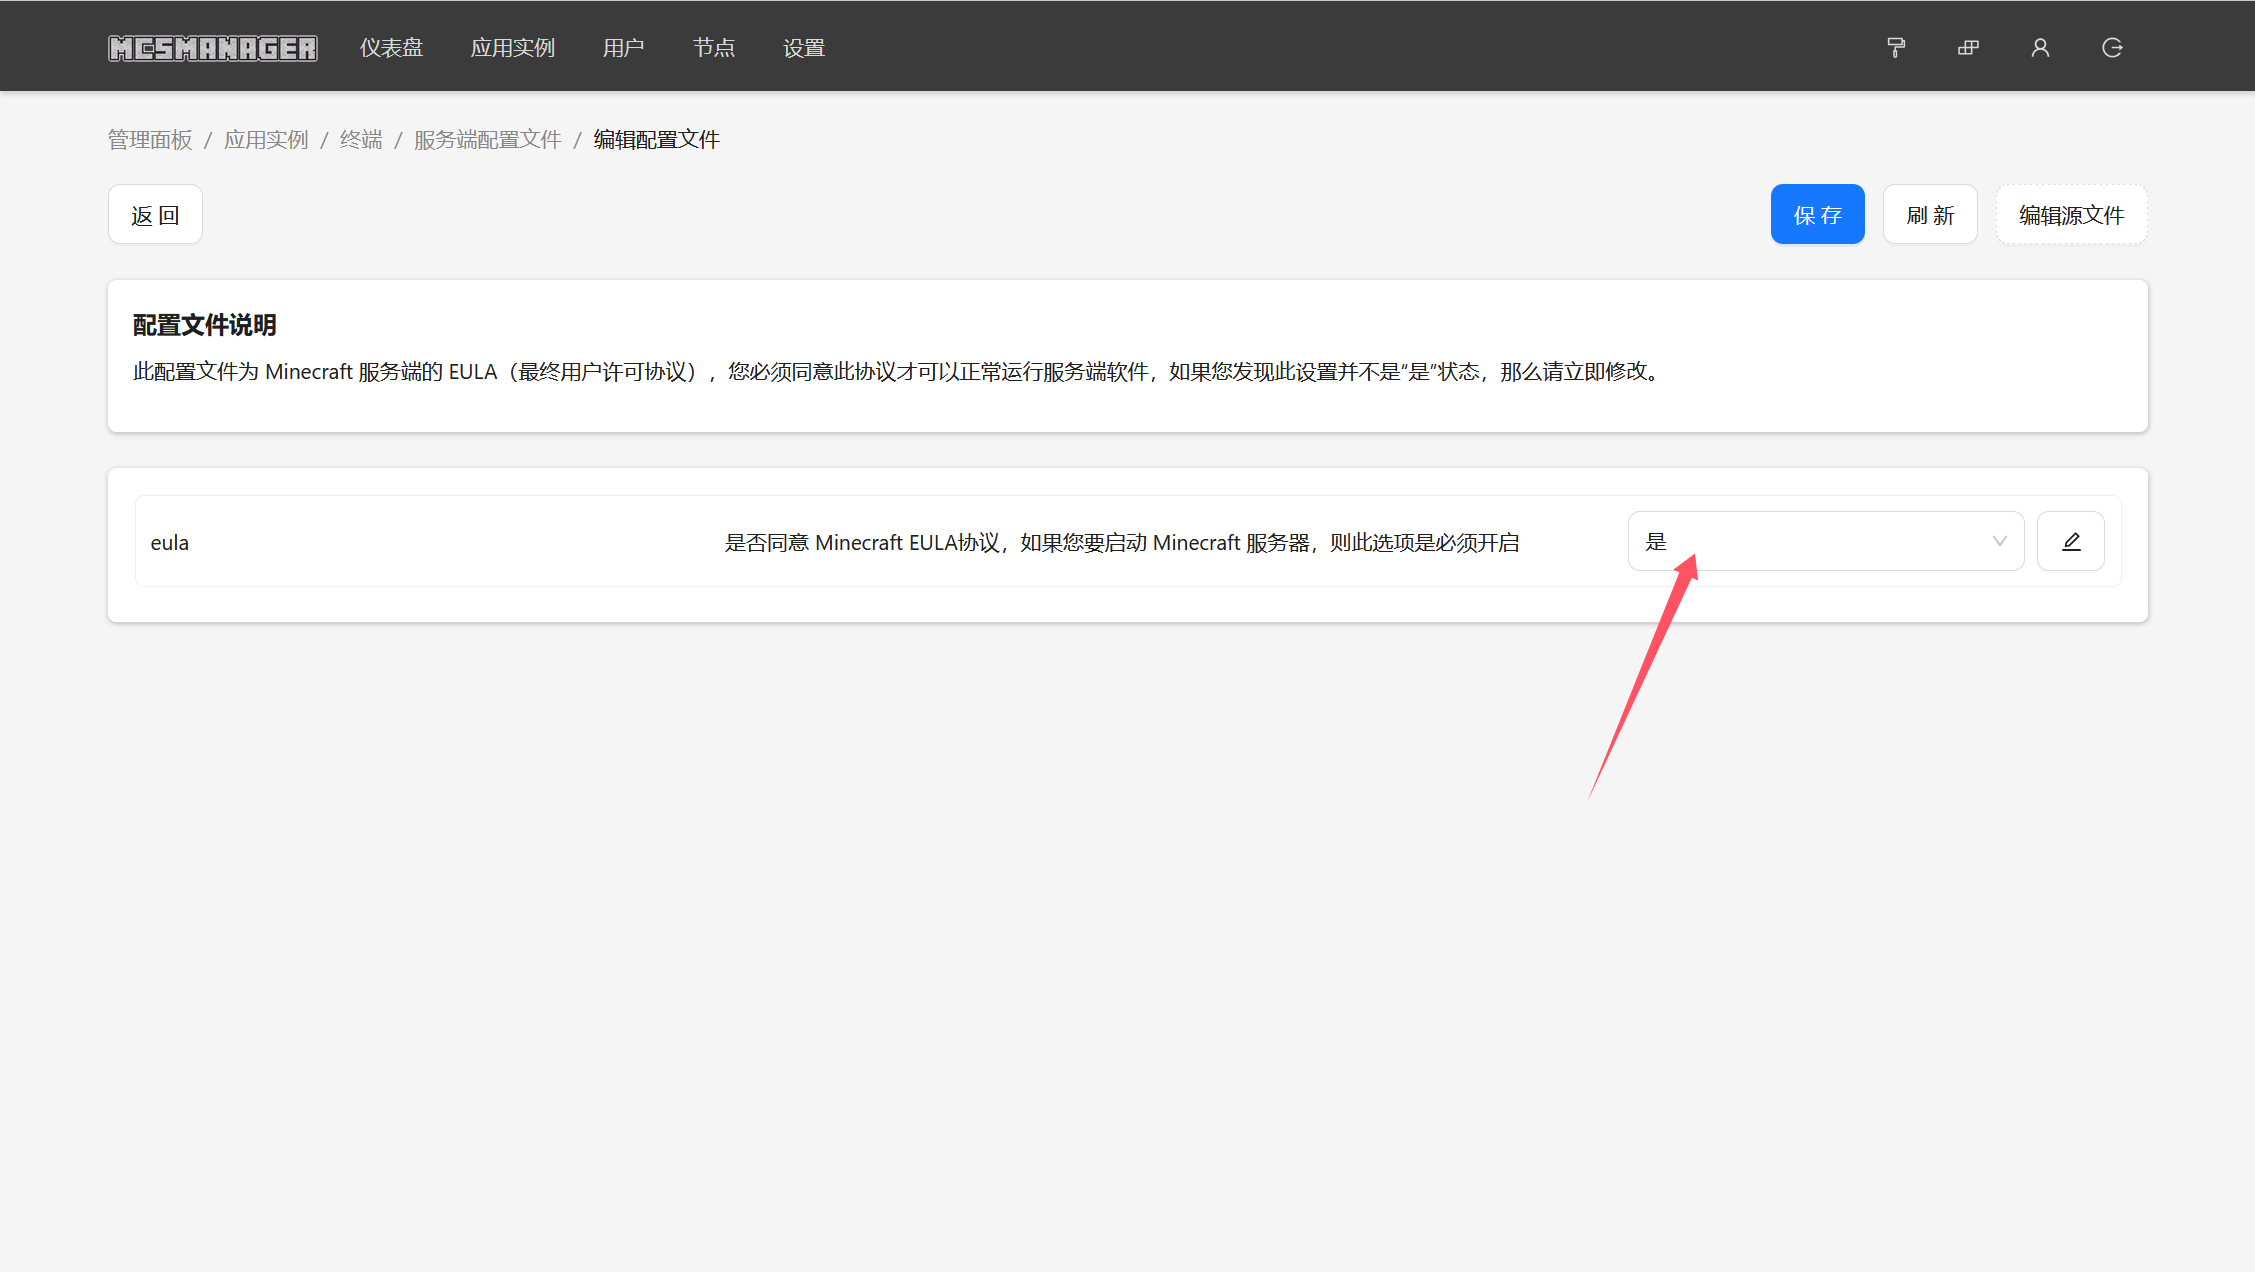 MCSMANAGER 仪表盘 应用实例 用户 节点 设置
管理面板 / 应用实例 / 终端 / 服务端配置文件 / 编辑配置文件
返 回 保 存 刷 新 编辑源文件
配置文件说明
此配置文件为 Minecraft 服务端的 EULA（最终用户许可协议），您必须同意此协议才可以正常运行服务端软件，如果您发现此设置并不是“是”状态，那么请立即修改。
eula 是否同意 Minecraft EULA协议，如果您要启动 Minecraft 服务器，则此选项是必须开启 是